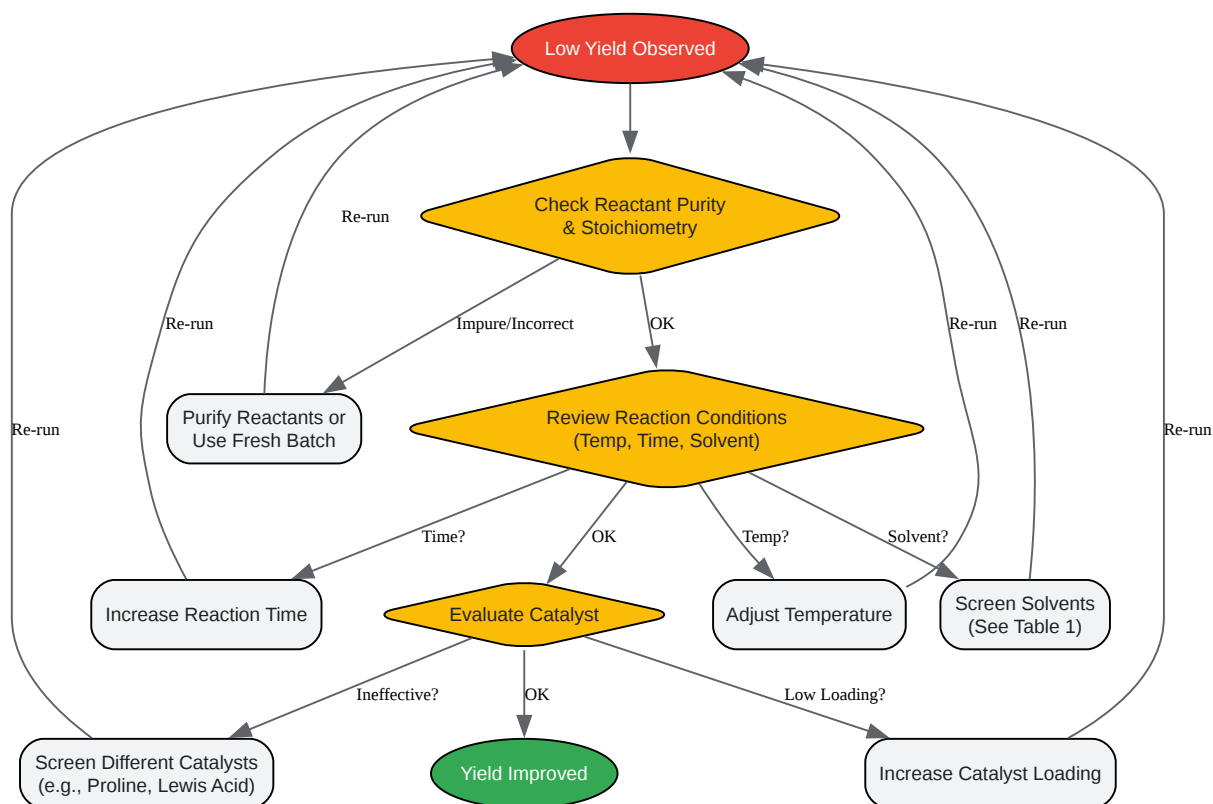 Low Yield Observed
Check Reactant Purity
& Stoichiometry
Re-run
Re-run
Impure/Incorrect
OK
Re-run
Re-run
Purify Reactants or
Use Fresh Batch
Review Reaction Conditions
(Temp, Time, Solvent)
Re-run
Re-run
Time?
OK
Temp?
Solvent?
Increase Reaction Time
Evaluate Catalyst
Adjust Temperature
Screen Solvents
(See Table 1)
Ineffective?
OK
Low Loading?
Screen Different Catalysts
(e.g., Proline, Lewis Acid)
Yield Improved
Increase Catalyst Loading